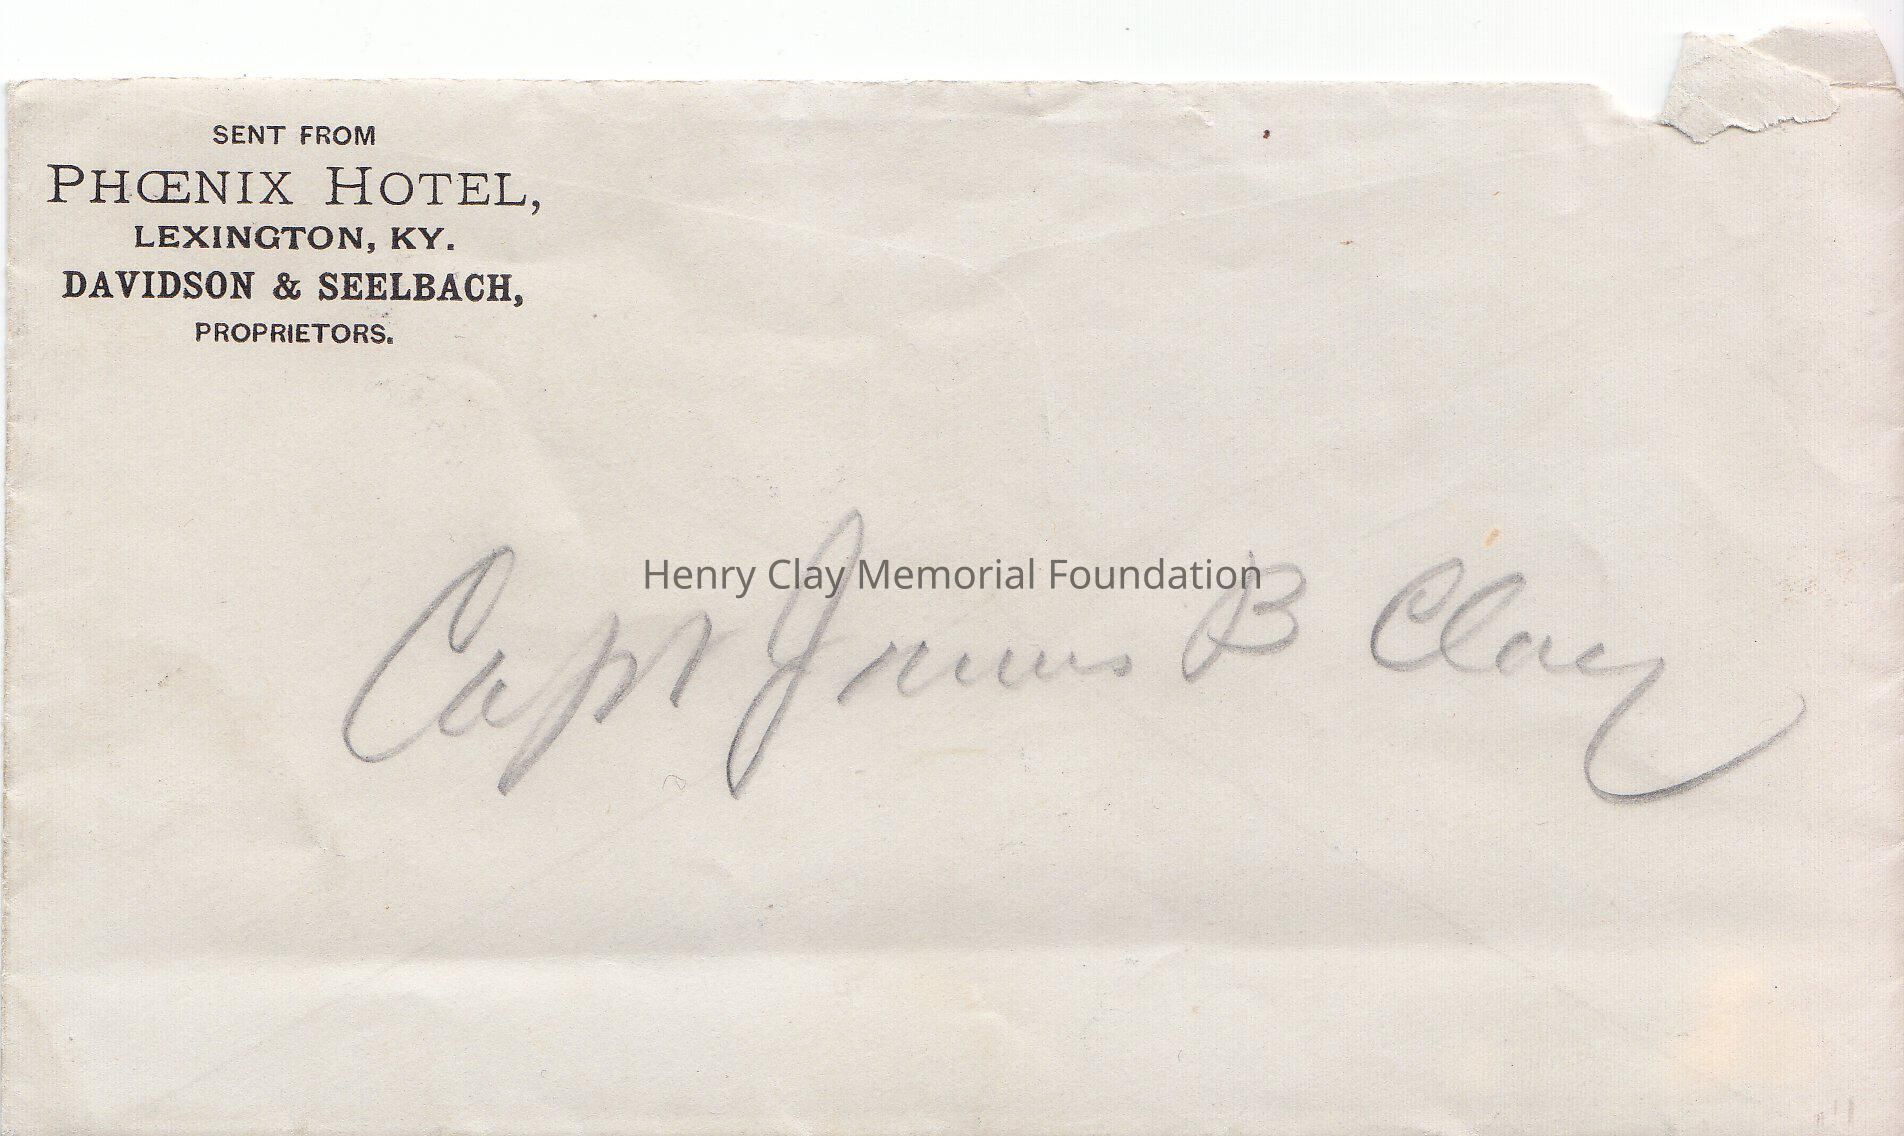 SENT FROM
PHŒNIX HOTEL,
LEXINGTON, KY.
DAVIDSON & SEELBACH,
PROPRIETORS.
Henry Clay Memorial Foundation
Capt James B Clay